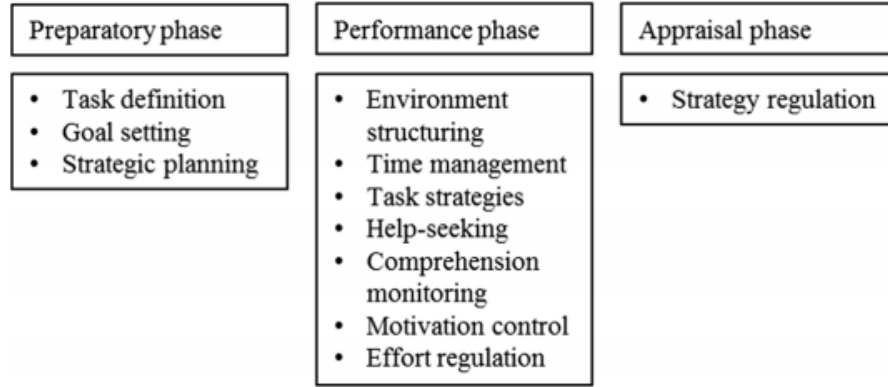 Preparatory phase
• Task definition
• Goal setting
• Strategic planning
Performance phase
• Environment
structuring
• Time management
• Task strategies
• Help-seeking
• Comprehension
monitoring
• Motivation control
• Effort regulation
Appraisal phase
• Strategy regulation